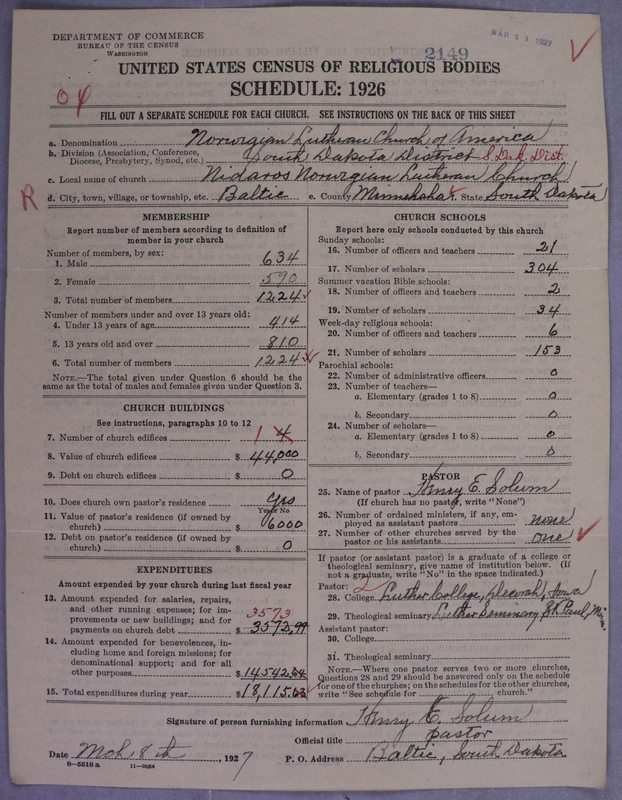 DEPARTMENT OF COMMERCE
BUREAU OF THE CENSUS
WASHINGTON
MAR 11 1927
2149
UNITED STATES CENSUS OF RELIGIOUS BODIES
SCHEDULE: 1926
FILL OUT A SEPARATE SCHEDULE FOR EACH CHURCH. SEE INSTRUCTIONS ON THE BACK OF THIS SHEET
a. Denomination Norwegian Lutheran Church of America
b. Division (Association, Conference, Diocese, Presbytery, Synod, etc.) South Dakota District S. Dak. Dist.
c. Local name of church Nidaros Norwegian Lutheran Church
R d. City, town, village, or township, etc. Baltic e. County Minnehaha f. State South Dakota
MEMBERSHIP
Report number of members according to definition of
member in your church
Number of members, by sex:
1. Male 634
2. Female 590
3. Total number of members 1224
Number of members under and over 13 years old:
4. Under 13 years of age 414
5. 13 years old and over 810
6. Total number of members 1224
NOTE.—The total given under Question 6 should be the
same as the total of males and females given under Question 3.
CHURCH BUILDINGS
See instructions, paragraphs 10 to 12
7. Number of church edifices 1 4
8. Value of church edifices $ 44,000
9. Debt on church edifices $ 0
10. Does church own pastor's residence yes
Yes or No
11. Value of pastor's residence (if owned by
church) $ 6000
12. Debt on pastor's residence (if owned by
church) $ 0
EXPENDITURES
Amount expended by your church during last fiscal year
13. Amount expended for salaries, repairs,
and other running expenses; for im-
provements or new buildings; and for
payments on church debt $ 3572.99
3573
14. Amount expended for benevolences, in-
cluding home and foreign missions; for
denominational support; and for all
other purposes $ 14542.64
15. Total expenditures during year $ 18,115.63
CHURCH SCHOOLS
Report here only schools conducted by this church
Sunday schools:
16. Number of officers and teachers 21
17. Number of scholars 304
Summer vacation Bible schools:
18. Number of officers and teachers 2
19. Number of scholars 34
Week-day religious schools:
20. Number of officers and teachers 6
21. Number of scholars 153
Parochial schools:
22. Number of administrative officers 0
23. Number of teachers—
a. Elementary (grades 1 to 8) 0
b. Secondary 0
24. Number of scholars—
a. Elementary (grades 1 to 8) 0
b. Secondary 0
PASTOR
25. Name of pastor Henry E. Solum
(If church has no pastor, write "None")
26. Number of ordained ministers, if any, em-
ployed as assistant pastors none
27. Number of other churches served by the
pastor or his assistants one
If pastor (or assistant pastor) is a graduate of a college or
theological seminary, give name of institution below. (If
not a graduate, write "No" in the space indicated.)
Pastor:
28. College Luther College, Decorah, Iowa
29. Theological seminary Luther Seminary St. Paul, Min.
Assistant pastor:
30. College
31. Theological seminary
NOTE.—Where one pastor serves two or more churches,
Questions 28 and 29 should be answered only on the schedule
for one of the churches; on the schedules for the other churches,
write "See schedule for church."
Signature of person furnishing information Henry E. Solum
Official title pastor
Date Mch 8th, 1927 P. O. Address Baltic, South Dakota
8—5518 a 11—9054